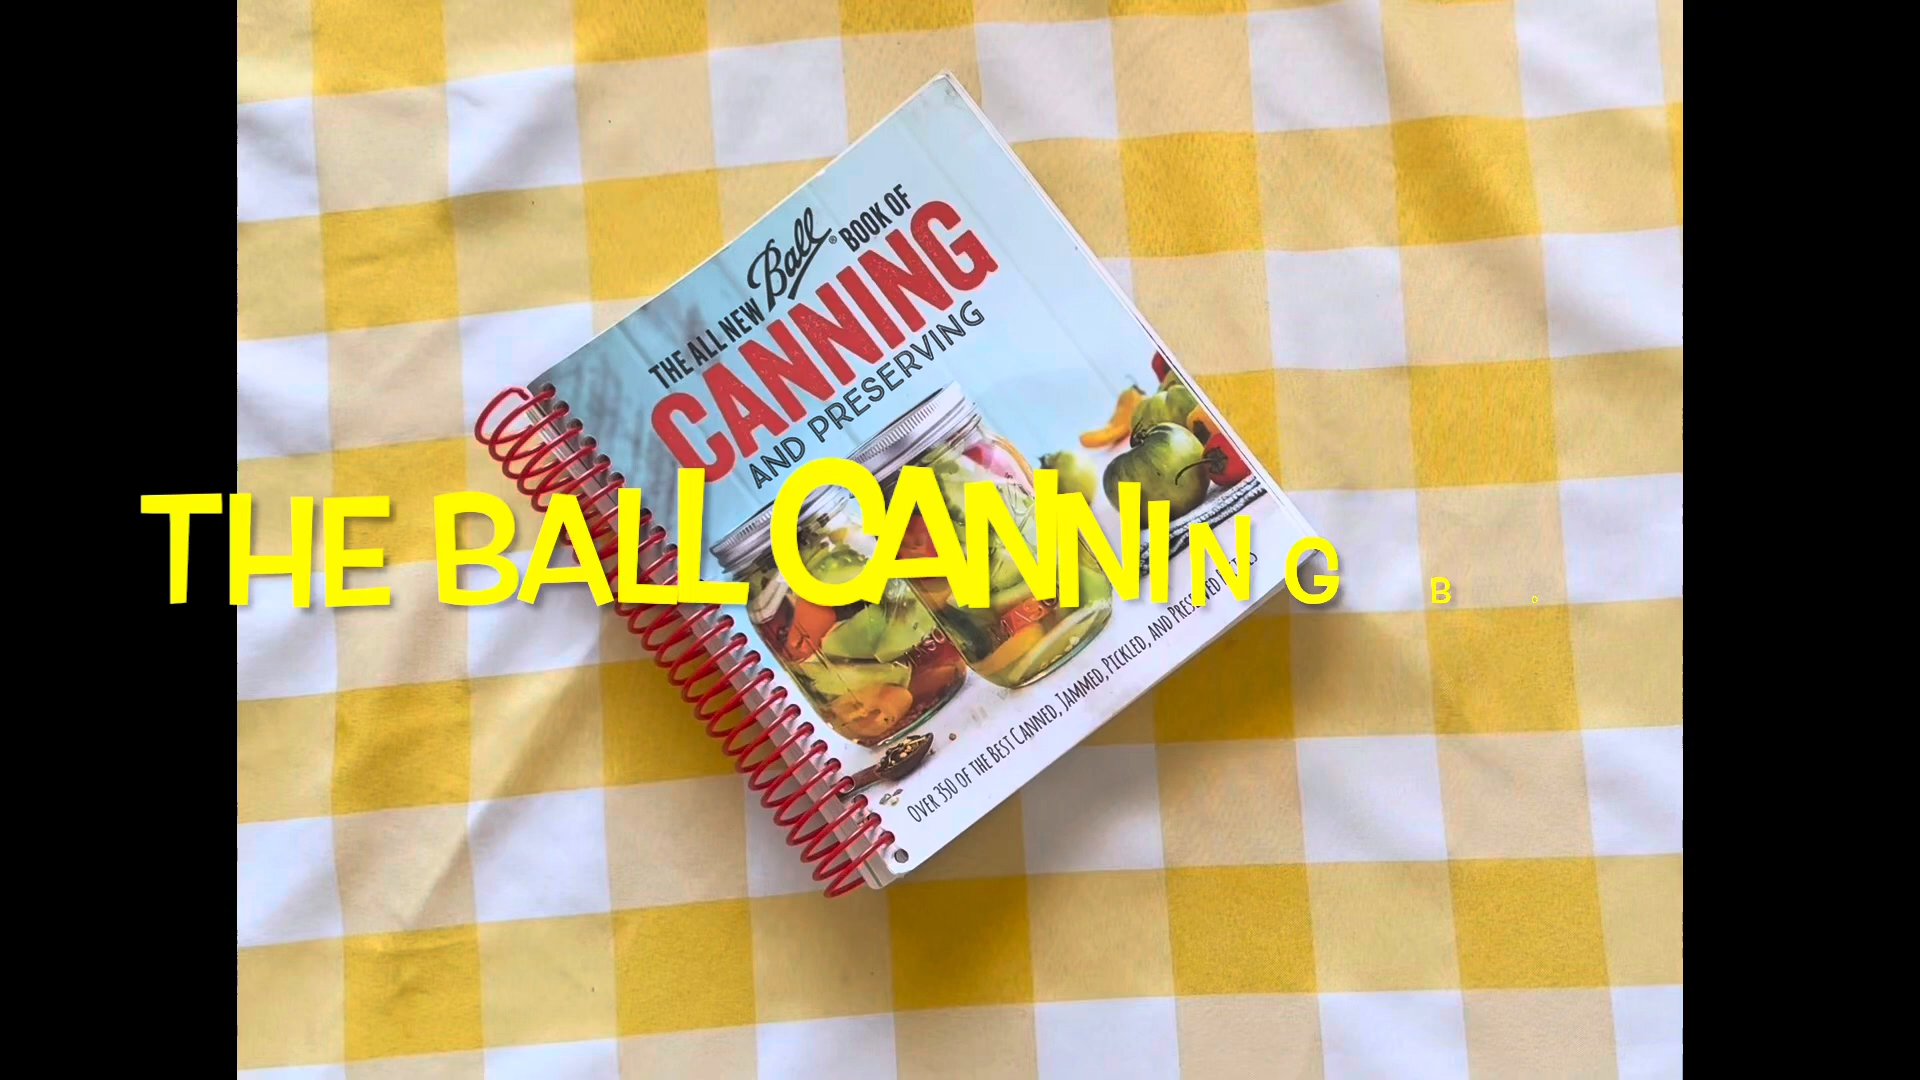 THE ALL NEW Ball® BOOK OF
CANNING
AND PRESERVING
THE BALL CANNING B
MASON
OVER 350 OF THE BEST CANNED, JAMMED, PICKLED, AND PRESERVED